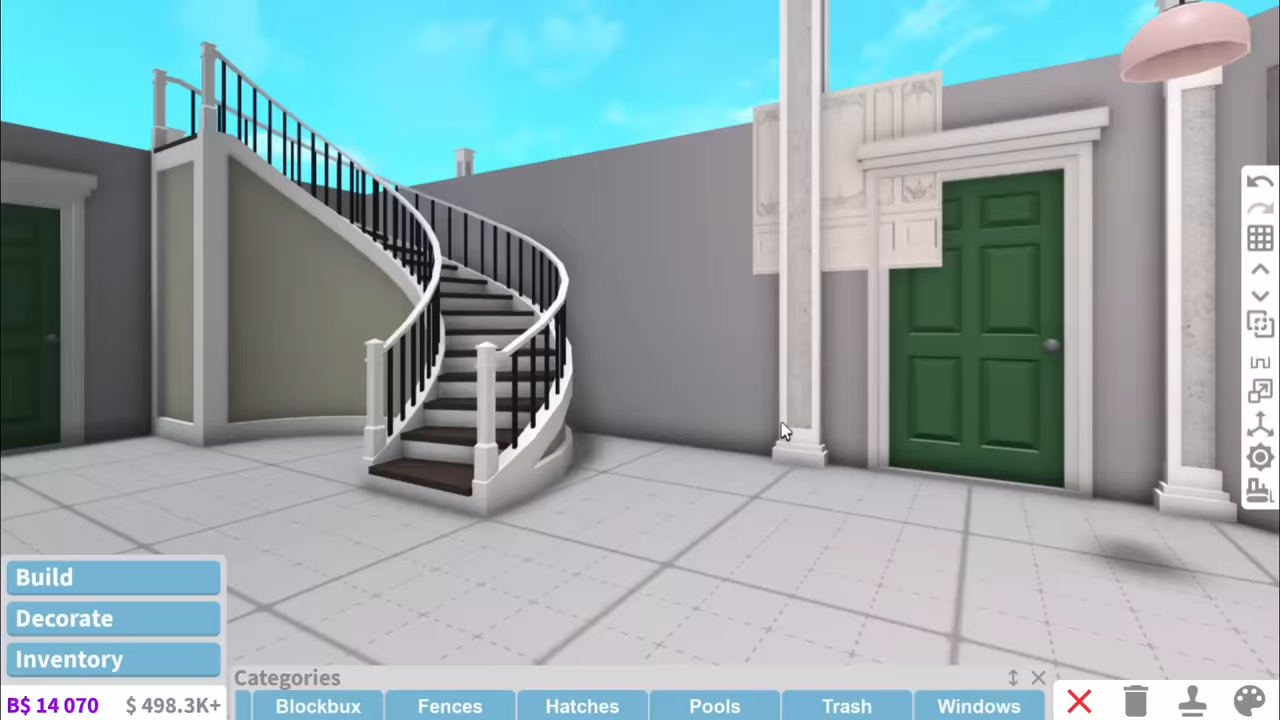 Build
Decorate
Inventory
B$ 14 070 $ 498.3K+
Categories
Blockbux Fences Hatches Pools Trash Windows